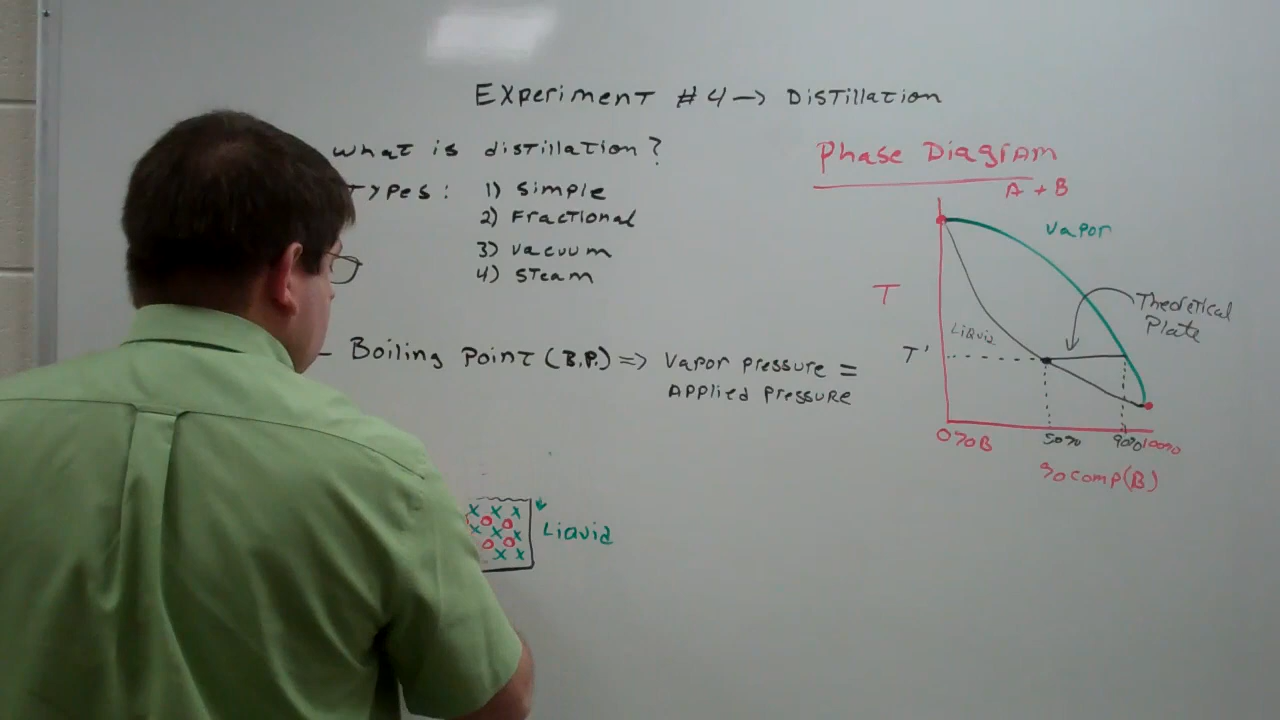 Experiment #4 → Distillation
What is distillation?
Types: 1) Simple
2) Fractional
3) Vacuum
4) Steam
- Boiling Point (B.P.) => Vapor pressure =
Applied Pressure
Liquid
Phase Diagram
A + B
Vapor
T
Theoretical
Plate
Liquid
T'
0% B
50%
90%
100%
% comp (B)